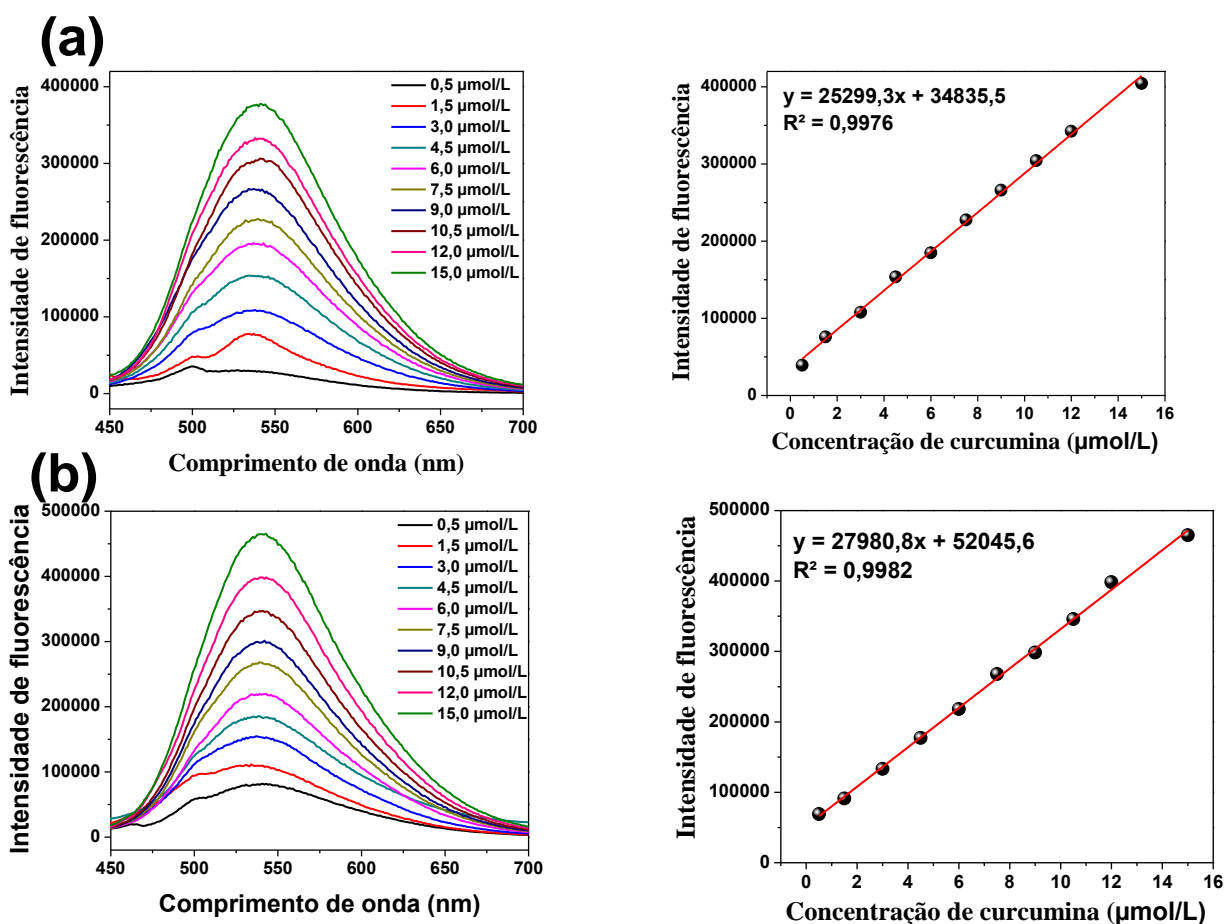 (a)
Intensidade de fluorescência
400000
300000
200000
100000
0
450 500 550 600 650 700
Comprimento de onda (nm)
0,5 µmol/L
1,5 µmol/L
3,0 µmol/L
4,5 µmol/L
6,0 µmol/L
7,5 µmol/L
9,0 µmol/L
10,5 µmol/L
12,0 µmol/L
15,0 µmol/L
Intensidade de fluorescência
400000
300000
200000
100000
0
y = 25299,3x + 34835,5
R² = 0,9976
0 2 4 6 8 10 12 14 16
Concentração de curcumina (µmol/L)
(b)
Intensidade de fluorescência
500000
400000
300000
200000
100000
0
450 500 550 600 650 700
Comprimento de onda (nm)
0,5 µmol/L
1,5 µmol/L
3,0 µmol/L
4,5 µmol/L
6,0 µmol/L
7,5 µmol/L
9,0 µmol/L
10,5 µmol/L
12,0 µmol/L
15,0 µmol/L
Intensidade de fluorescência
500000
400000
300000
200000
100000
0
y = 27980,8x + 52045,6
R² = 0,9982
0 2 4 6 8 10 12 14 16
Concentração de curcumina (µmol/L)